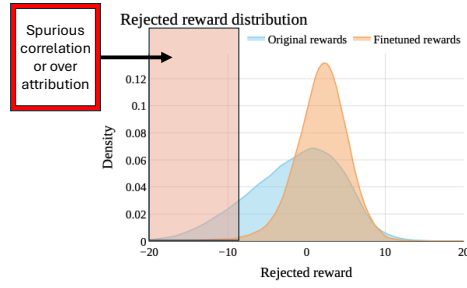 Spurious
correlation
or over
attribution
Rejected reward distribution
Original rewards
Finetuned rewards
Density
0.12
0.1
0.08
0.06
0.04
0.02
0
−20
−10
0
10
20
Rejected reward